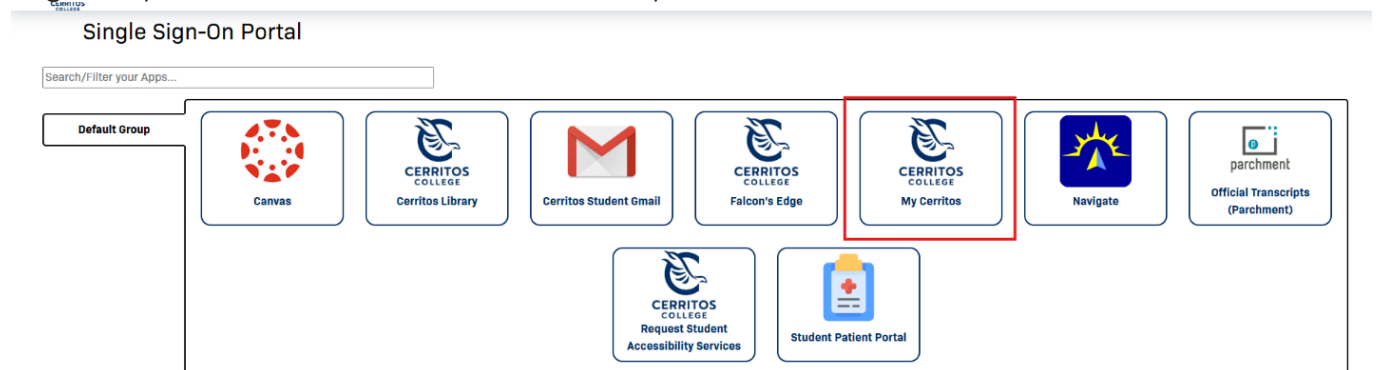 CERRITOS
COLLEGE
Single Sign-On Portal
Search/Filter your Apps...
Default Group
Canvas
CERRITOS
COLLEGE
Cerritos Library
Cerritos Student Gmail
CERRITOS
COLLEGE
Falcon's Edge
CERRITOS
COLLEGE
My Cerritos
Navigate
p
parchment
Official Transcripts
(Parchment)
CERRITOS
COLLEGE
Request Student
Accessibility Services
Student Patient Portal